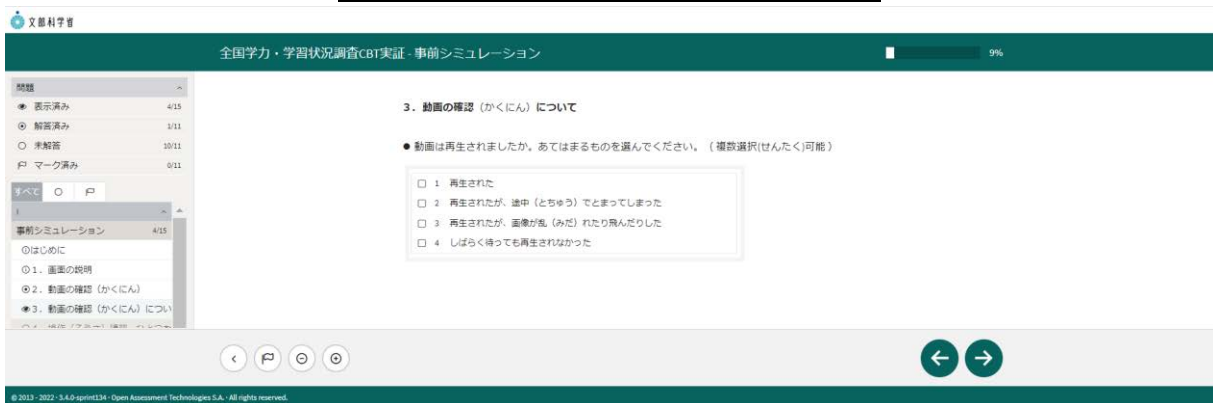 文部科学省
全国学力・学習状況調査CBT実証 - 事前シミュレーション
9%
問題
表示済み 4/15
解答済み 1/11
未解答 10/11
マーク済み 0/11
すべて
1
事前シミュレーション 4/15
はじめに
1. 画面の説明
2. 動画の確認（かくにん）
3. 動画の確認（かくにん）につい
3. 動画の確認（かくにん）について
● 動画は再生されましたか。あてはまるものを選んでください。（複数選択(せんたく)可能）
1 再生された
2 再生されたが、途中（とちゅう）でとまってしまった
3 再生されたが、画像が乱（みだ）れたり飛んだりした
4 しばらく待っても再生されなかった
© 2013 - 2022 · 3.4.0-sprint134 · Open Assessment Technologies S.A. · All rights reserved.